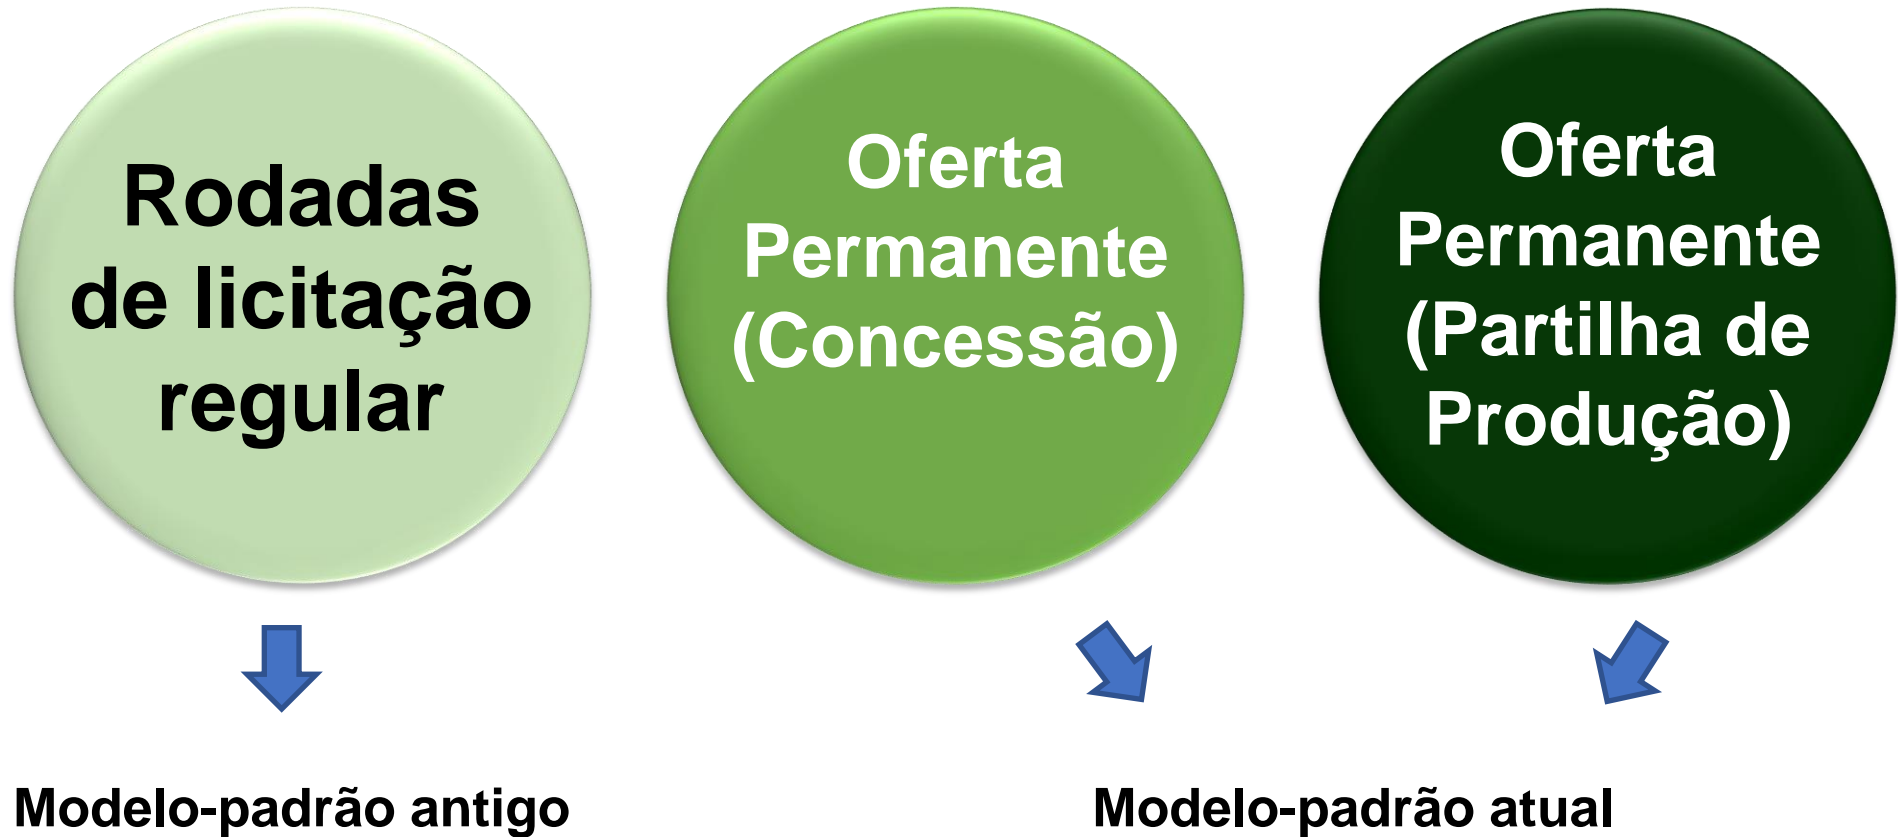 Rodadas
de licitação
regular
Oferta
Permanente
(Concessão)
Oferta
Permanente
(Partilha de
Produção)
Modelo-padrão antigo
Modelo-padrão atual